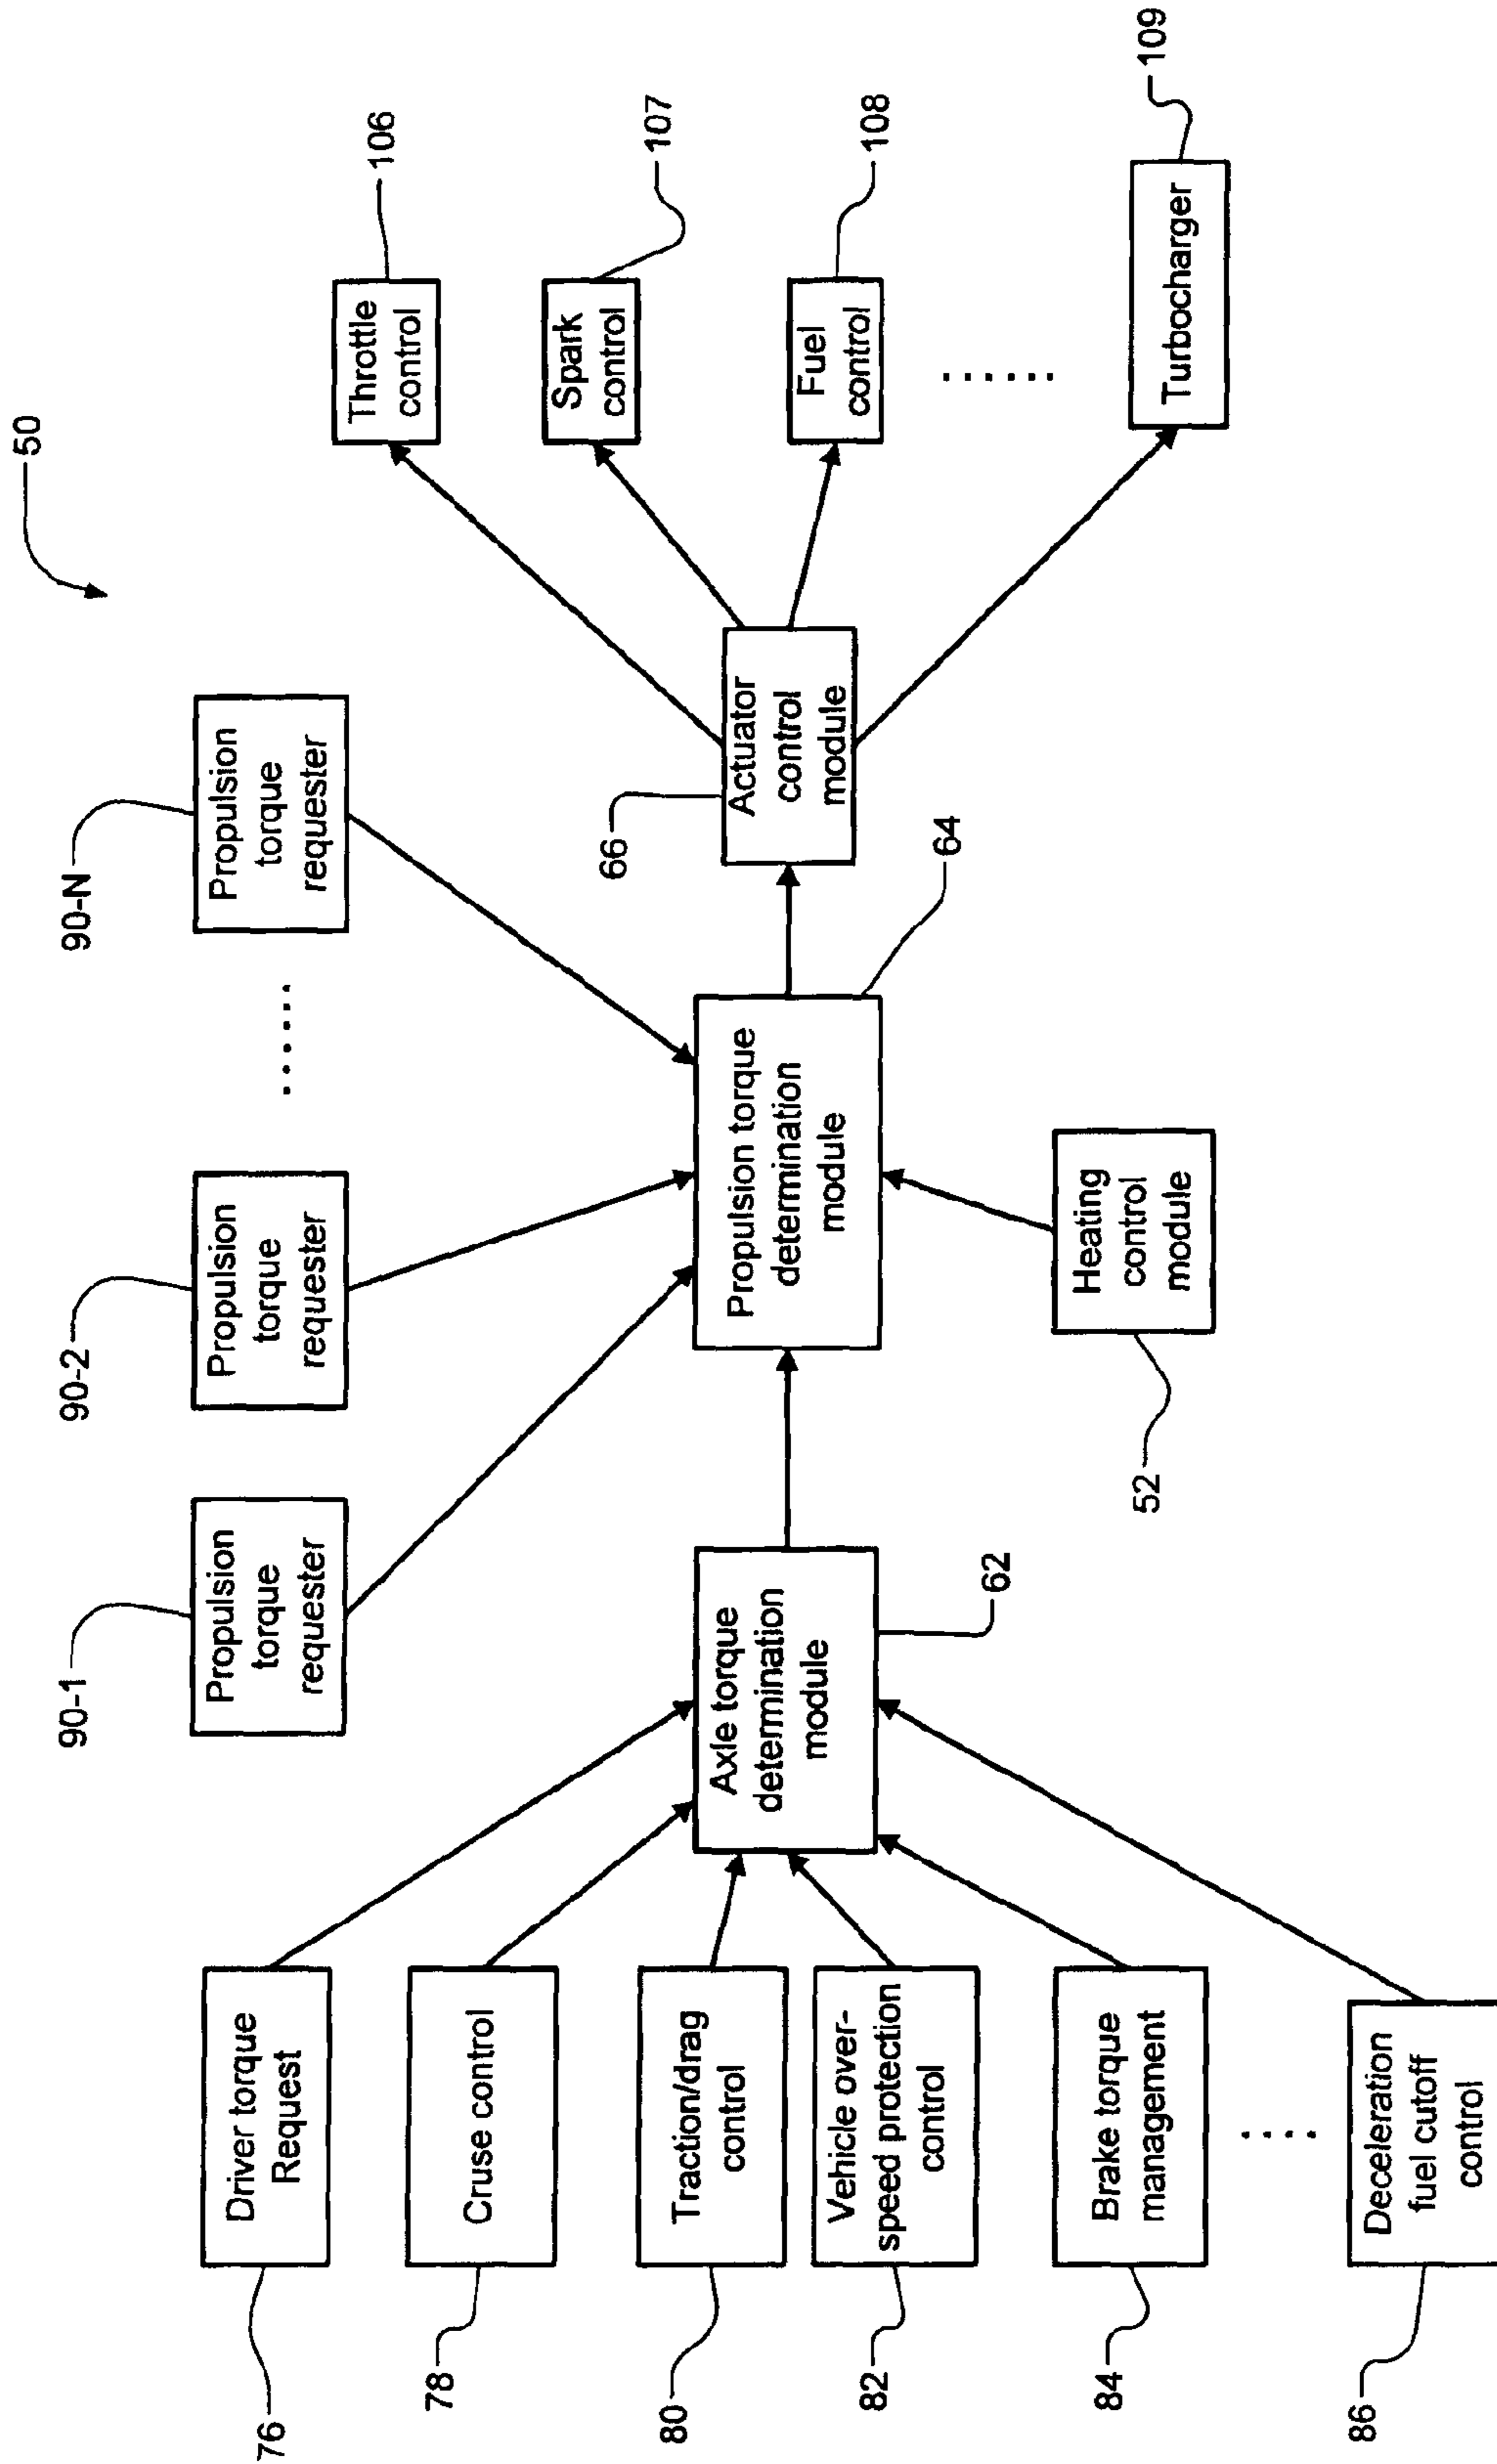 50
90-1
Propulsion
torque
requester
90-2
Propulsion
torque
requester
......
90-N
Propulsion
torque
requester
76
Driver torque
Request
78
Cruse control
80
Traction/drag
control
82
Vehicle over-
speed protection
control
84
Brake torque
management
....
86
Deceleration
fuel cutoff
control
Axle torque
determination
module
62
Propulsion torque
determination
module
64
Heating
control
module
52
66
Actuator
control
module
Throttle
control
106
Spark
control
107
Fuel
control
108
......
Turbocharger
109